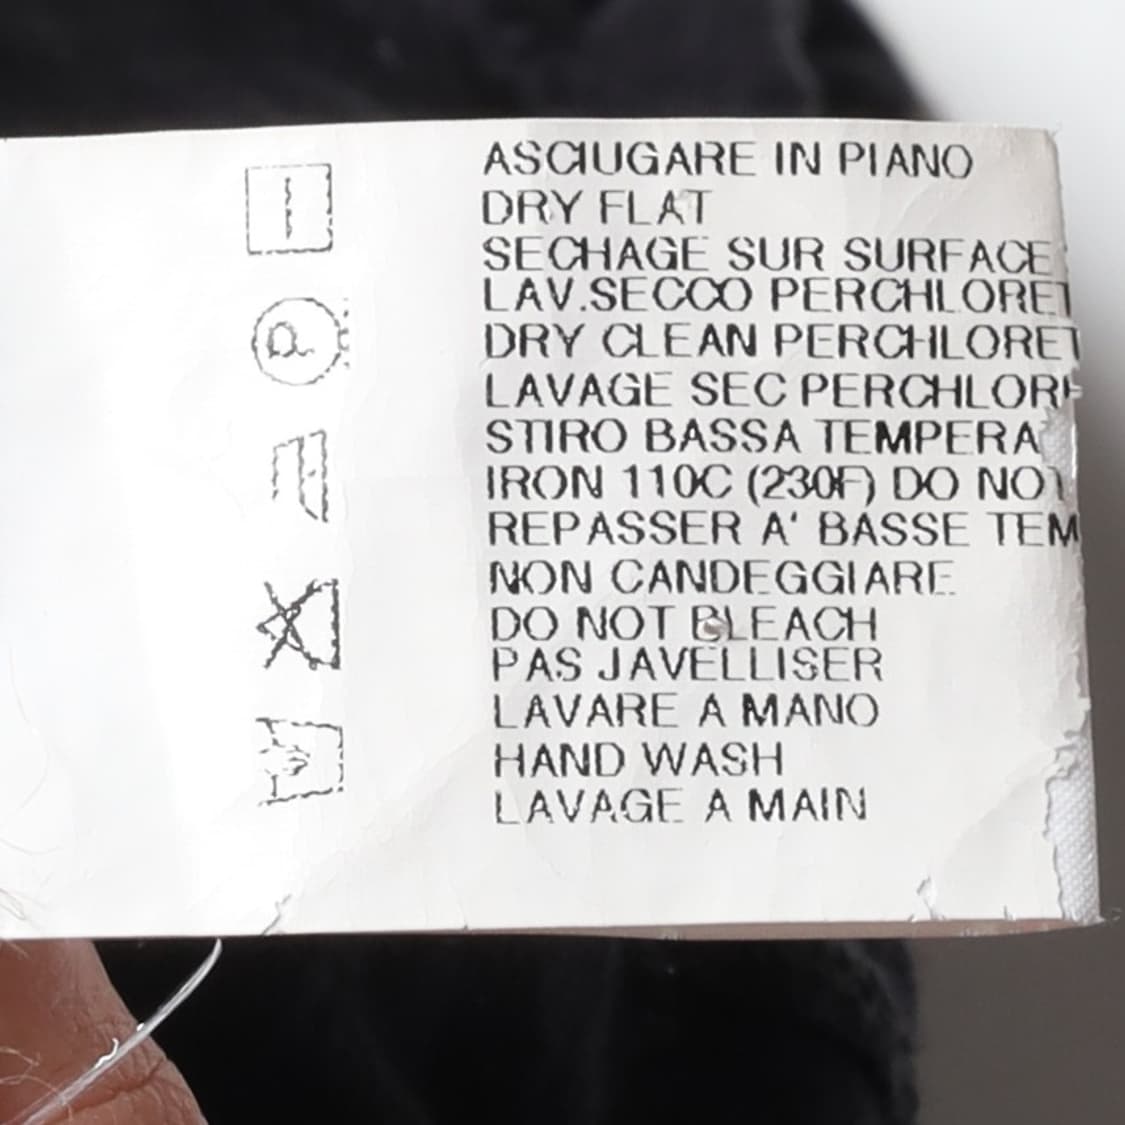 ASCIUGARE IN PIANO
DRY FLAT
SECHAGE SUR SURFACE
LAV.SECCO PERCHLORET
DRY CLEAN PERCHLORET
LAVAGE SEC PERCHLOR
STIRO BASSA TEMPERA
IRON 110C (230F) DO NOT
REPASSER A' BASSE TEM
NON CANDEGGIARE
DO NOT BLEACH
PAS JAVELLISER
LAVARE A MANO
HAND WASH
LAVAGE A MAIN
P